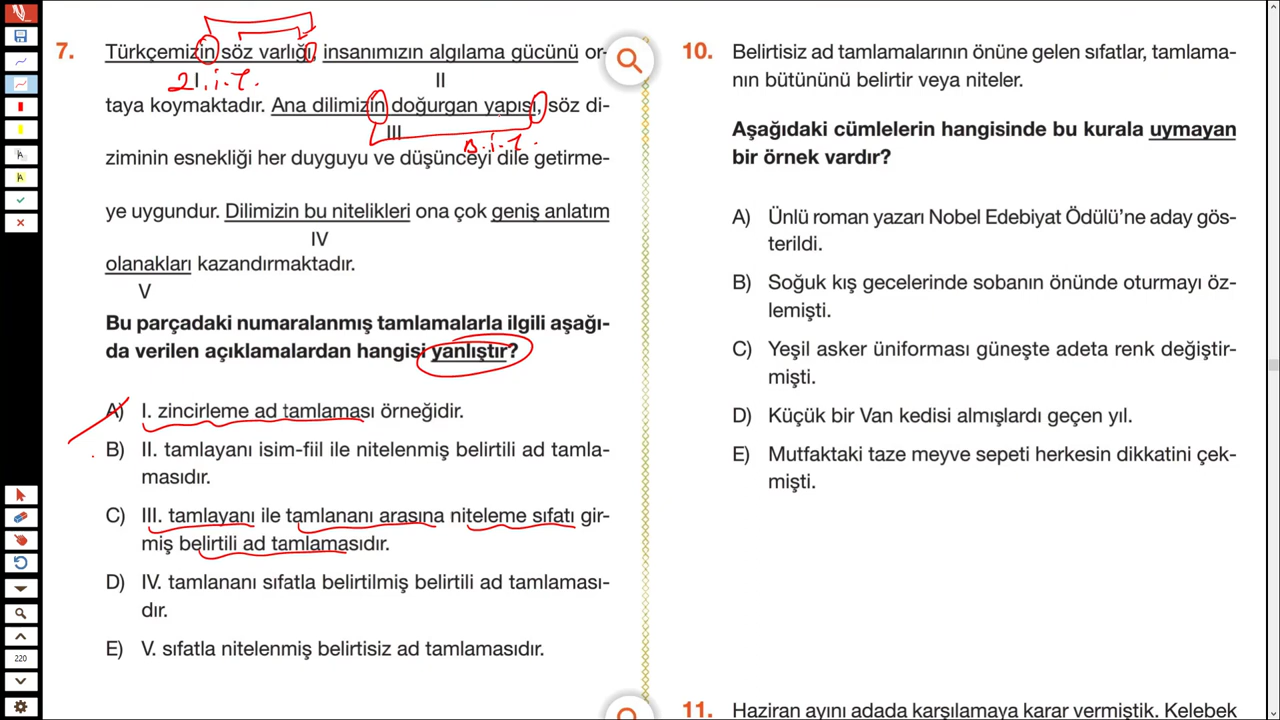 7. Türkçemizin söz varlığı, insanımızın algılama gücünü or-
I II
2 i.T.
taya koymaktadır. Ana dilimizin doğurgan yapısı, söz di-
III
B.i.T.
ziminin esnekliği her duyguyu ve düşünceyi dile getirme-
ye uygundur. Dilimizin bu nitelikleri ona çok geniş anlatım
IV
olanakları kazandırmaktadır.
V
Bu parçadaki numaralanmış tamlamalarla ilgili aşağı-
da verilen açıklamalardan hangisi yanlıştır?
A) I. zincirleme ad tamlaması örneğidir.
B) II. tamlayanı isim-fiil ile nitelenmiş belirtili ad tamla-
masıdır.
C) III. tamlayanı ile tamlananı arasına niteleme sıfatı gir-
miş belirtili ad tamlamasıdır.
D) IV. tamlananı sıfatla belirtilmiş belirtili ad tamlaması-
dır.
E) V. sıfatla nitelenmiş belirtisiz ad tamlamasıdır.
10. Belirtisiz ad tamlamalarının önüne gelen sıfatlar, tamlama-
nın bütününü belirtir veya niteler.
Aşağıdaki cümlelerin hangisinde bu kurala uymayan
bir örnek vardır?
A) Ünlü roman yazarı Nobel Edebiyat Ödülü’ne aday gös-
terildi.
B) Soğuk kış gecelerinde sobanın önünde oturmayı öz-
lemişti.
C) Yeşil asker üniforması güneşte adeta renk değiştir-
mişti.
D) Küçük bir Van kedisi almışlardı geçen yıl.
E) Mutfaktaki taze meyve sepeti herkesin dikkatini çek-
mişti.
11. Haziran ayını adada karşılamaya karar vermiştik. Kelebek
220